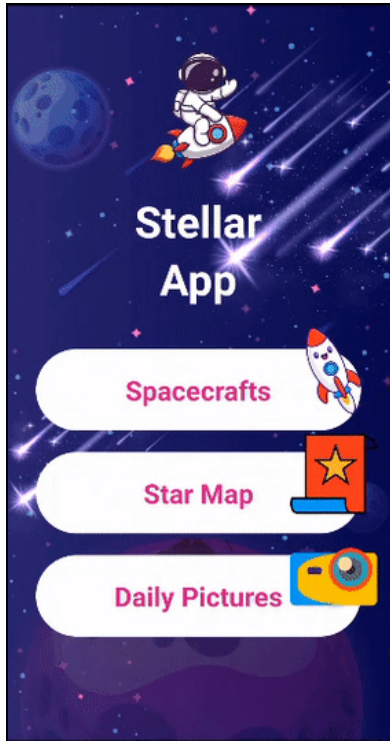 Stellar
App
Spacecrafts
Star Map
Daily Pictures